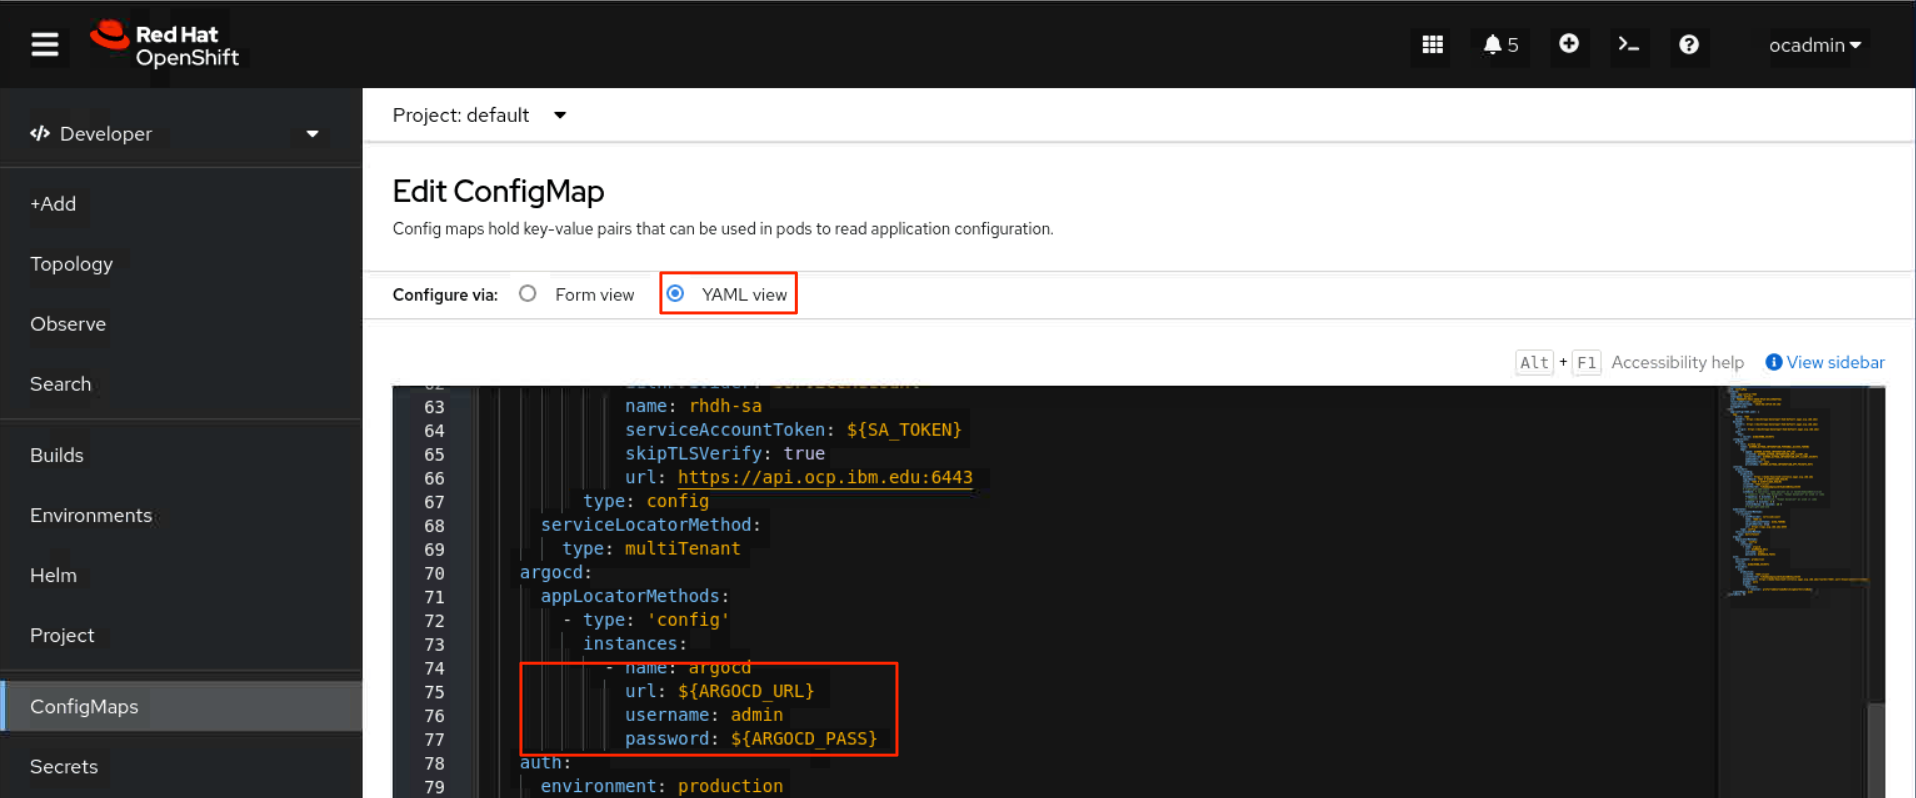 Red Hat
OpenShift
5
ocadmin
Developer
+Add
Topology
Observe
Search
Builds
Environments
Helm
Project
ConfigMaps
Secrets
Project: default
Edit ConfigMap
Config maps hold key-value pairs that can be used in pods to read application configuration.
Configure via: Form view YAML view
Alt + F1 Accessibility help View sidebar
63 name: rhdh-sa
64 serviceAccountToken: ${SA_TOKEN}
65 skipTLSVerify: true
66 url: https://api.ocp.ibm.edu:6443
67 type: config
68 serviceLocatorMethod:
69 type: multiTenant
70 argocd:
71 appLocatorMethods:
72 - type: 'config'
73 instances:
74 - name: argocd
75 url: ${ARGOCD_URL}
76 username: admin
77 password: ${ARGOCD_PASS}
78 auth:
79 environment: production